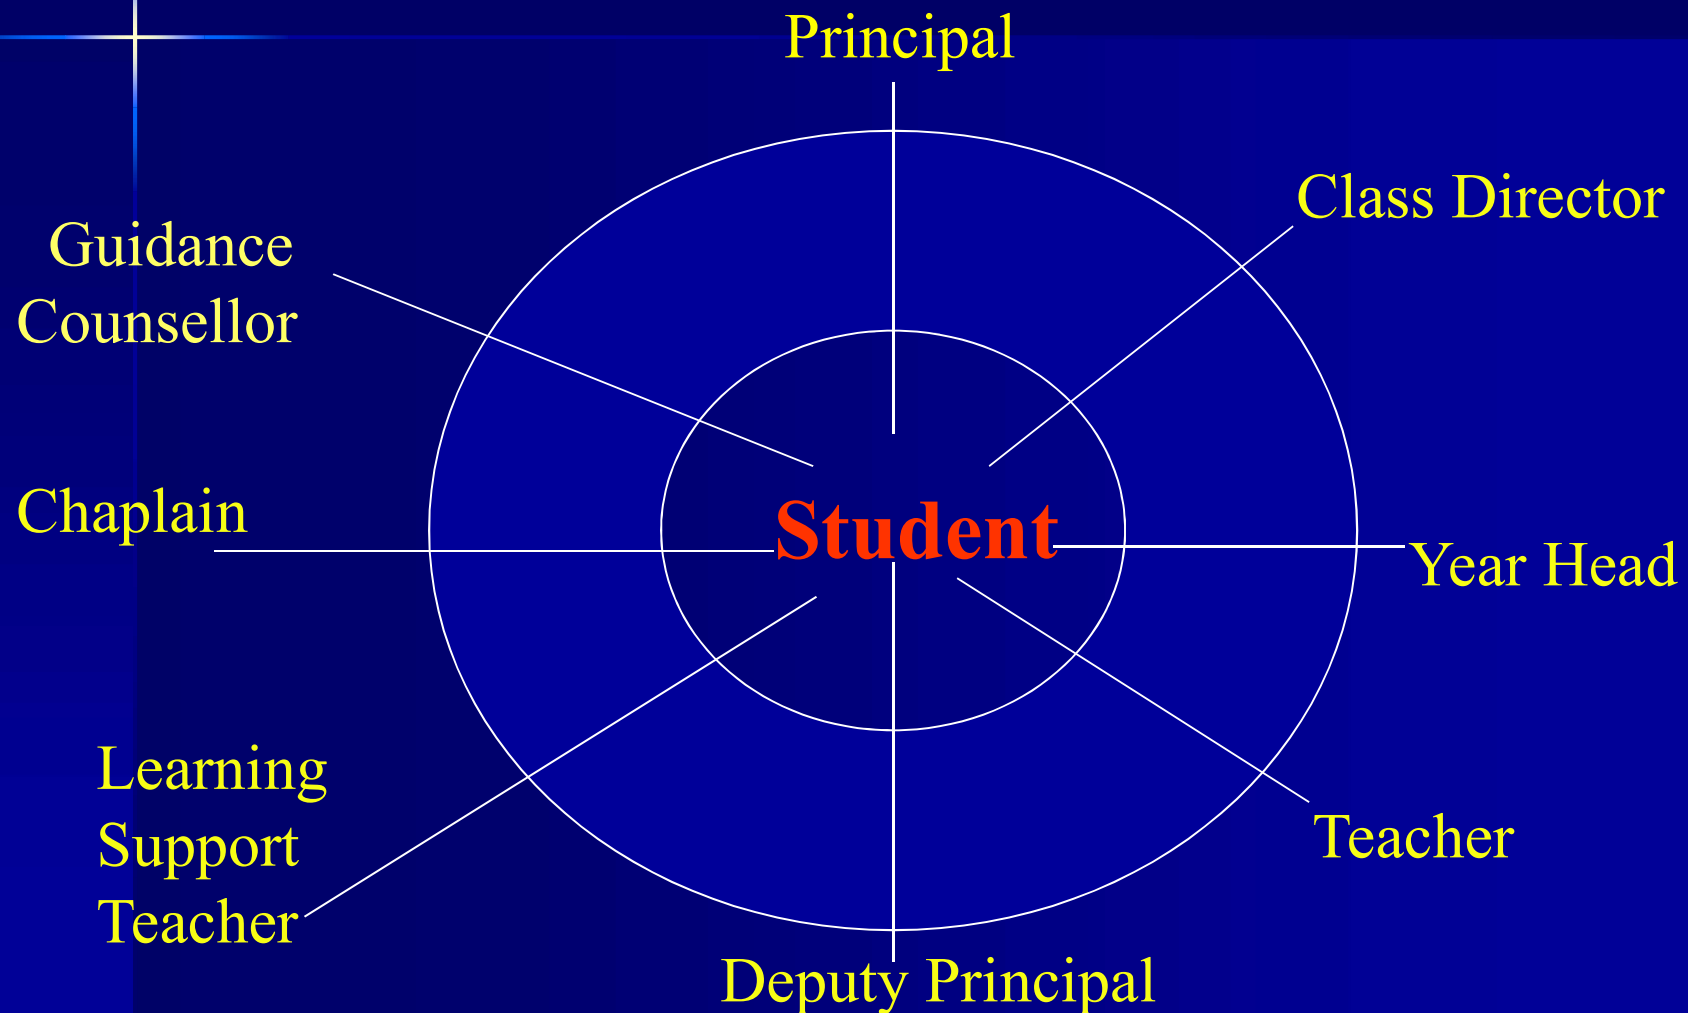 Principal
Class Director
Guidance
Counsellor
Chaplain
Student
Year Head
Learning
Support
Teacher
Teacher
Deputy Principal